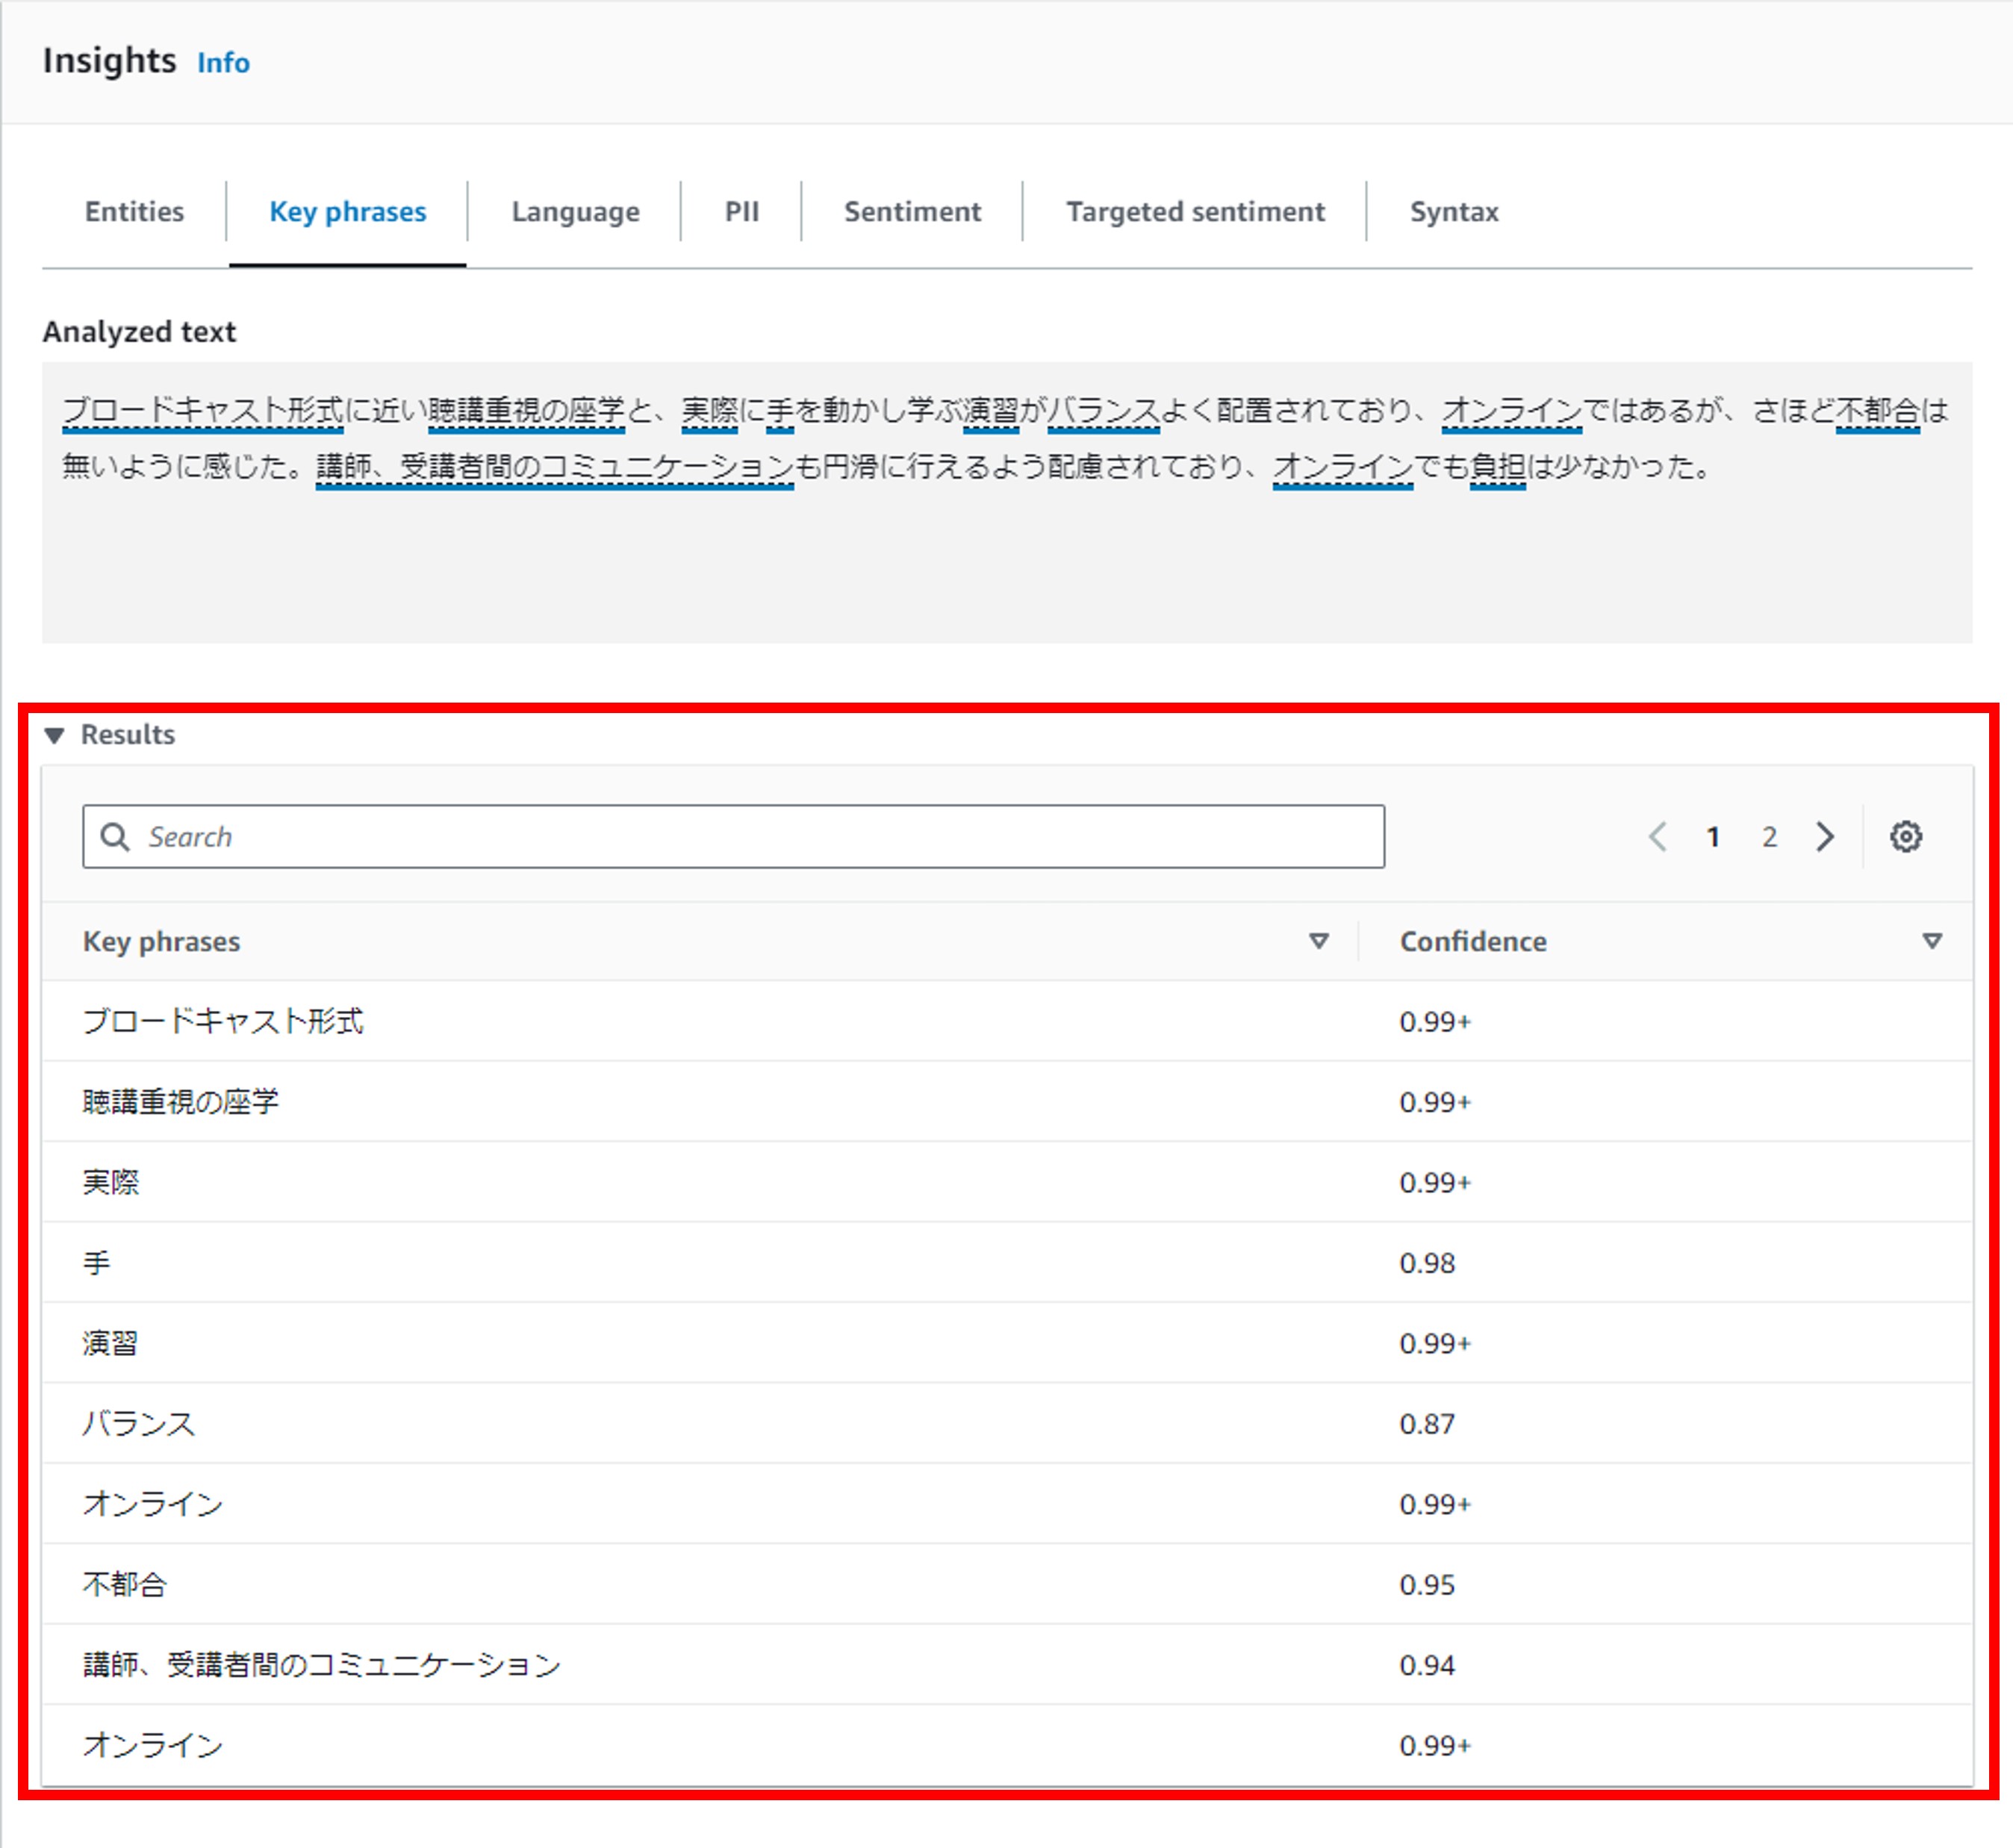 Insights Info
Entities Key phrases Language PII Sentiment Targeted sentiment Syntax
Analyzed text
ブロードキャスト形式に近い聴講重視の座学と、実際に手を動かし学ぶ演習がバランスよく配置されており、オンラインではあるが、さほど不都合は
無いように感じた。講師、受講者間のコミュニケーションも円滑に行えるよう配慮されており、オンラインでも負担は少なかった。
Results
Search 1 2
Key phrases Confidence
ブロードキャスト形式 0.99+
聴講重視の座学 0.99+
実際 0.99+
手 0.98
演習 0.99+
バランス 0.87
オンライン 0.99+
不都合 0.95
講師、受講者間のコミュニケーション 0.94
オンライン 0.99+